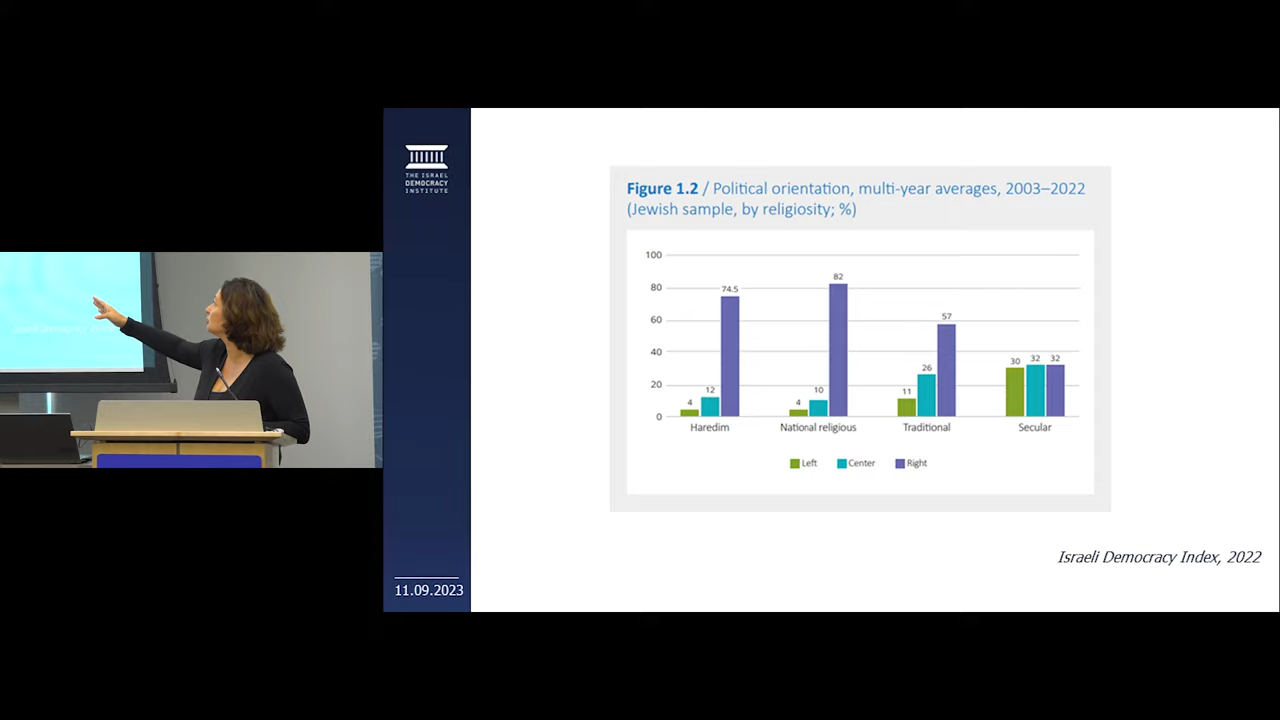 THE ISRAEL
DEMOCRACY
INSTITUTE
Figure 1.2 / Political orientation, multi-year averages, 2003–2022
(Jewish sample, by religiosity; %)
100
80
60
40
20
0
4
12
74.5
4
10
82
11
26
57
30
32
32
Haredim
National religious
Traditional
Secular
Left
Center
Right
Israeli Democracy Index, 2022
11.09.2023